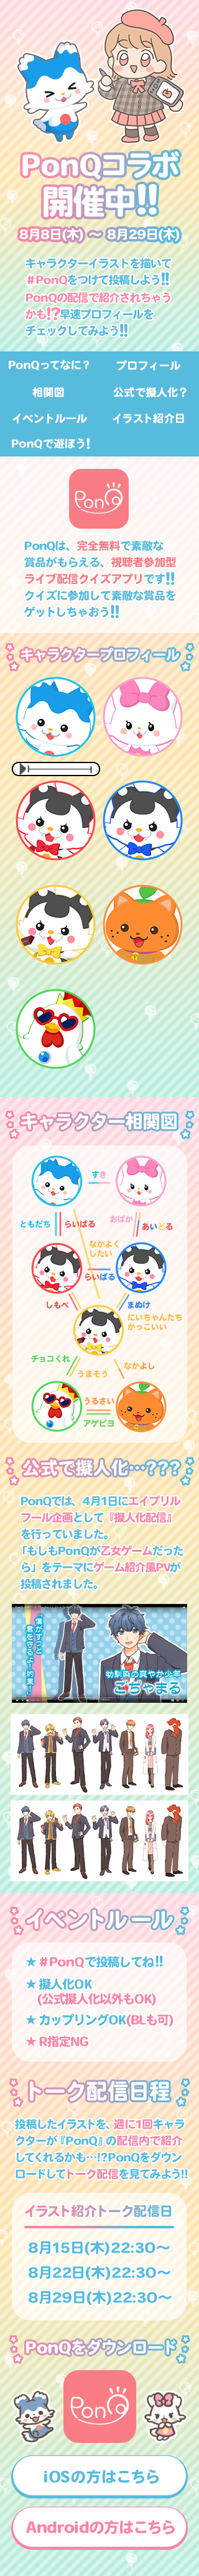 PonQコラボ
開催中!!
8月8日(木) ～ 8月29日(木)
キャラクターイラストを描いて
#PonQをつけて投稿しよう!!
PonQの配信で紹介されちゃう
かも!?早速プロフィールを
チェックしてみよう!!
PonQってなに？
プロフィール
相関図
公式で擬人化？
イベントルール
イラスト紹介日
PonQで遊ぼう!
PonQ
PonQは、完全無料で素敵な
賞品がもらえる、視聴者参加型
ライブ配信クイズアプリです!!
クイズに参加して素敵な賞品を
ゲットしちゃおう!!
キャラクタープロフィール
キャラクター相関図
すき
ともだち
らいばる
おばか
あいどる
なかよく
したい
らいばる
しもべ
まぬけ
にいちゃんたち
かっこいい
チョコくれ
うまそう
なかよし
うるさい
アゲピヨ
公式で擬人化…???
PonQでは、4月1日にエイプリル
フール企画として『擬人化配信』
を行っていました。
「もしもPonQが乙女ゲームだった
ら」をテーマにゲーム紹介風PVが
投稿されました。
幼馴染の爽やか少年
こぢゃまる
イベントルール
★ #PonQで投稿してね!!
★ 擬人化OK
(公式擬人化以外もOK)
★ カップリングOK(BLも可)
★ R指定NG
トーク配信日程
投稿したイラストを、週に1回キャラ
クターが『PonQ』の配信内で紹介
してくれるかも…!?PonQをダウン
ロードしてトーク配信を見てみよう!!
イラスト紹介トーク配信日
8月15日(木)22:30～
8月22日(木)22:30～
8月29日(木)22:30～
PonQをダウンロード
PonQ
iOSの方はこちら
Androidの方はこちら